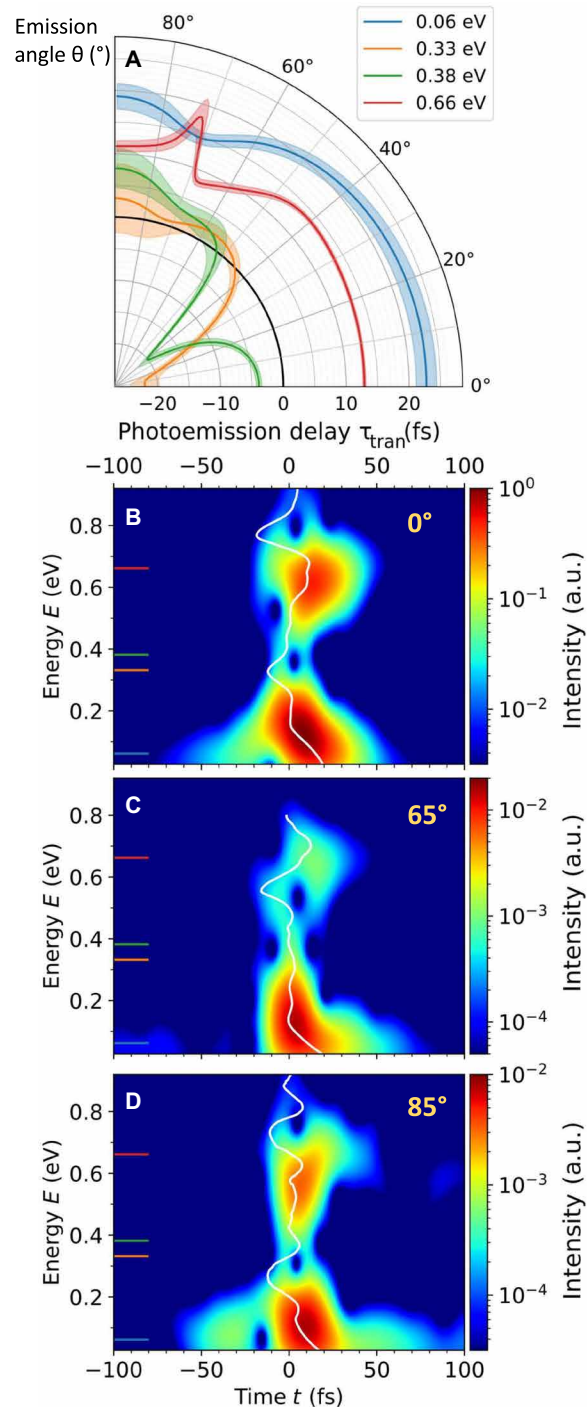 Emission
angle θ (°)
A
80°
60°
40°
20°
0°
0.06 eV
0.33 eV
0.38 eV
0.66 eV
−20 −10 0 10 20
Photoemission delay τtran(fs)
−100 −50 0 50 100
B
0°
0.8
0.6
0.4
0.2
Energy E (eV)
10⁰
10⁻¹
10⁻²
Intensity (a.u.)
C
65°
0.8
0.6
0.4
0.2
Energy E (eV)
10⁻²
10⁻³
10⁻⁴
Intensity (a.u.)
D
85°
0.8
0.6
0.4
0.2
Energy E (eV)
10⁻²
10⁻³
10⁻⁴
Intensity (a.u.)
−100 −50 0 50 100
Time t (fs)